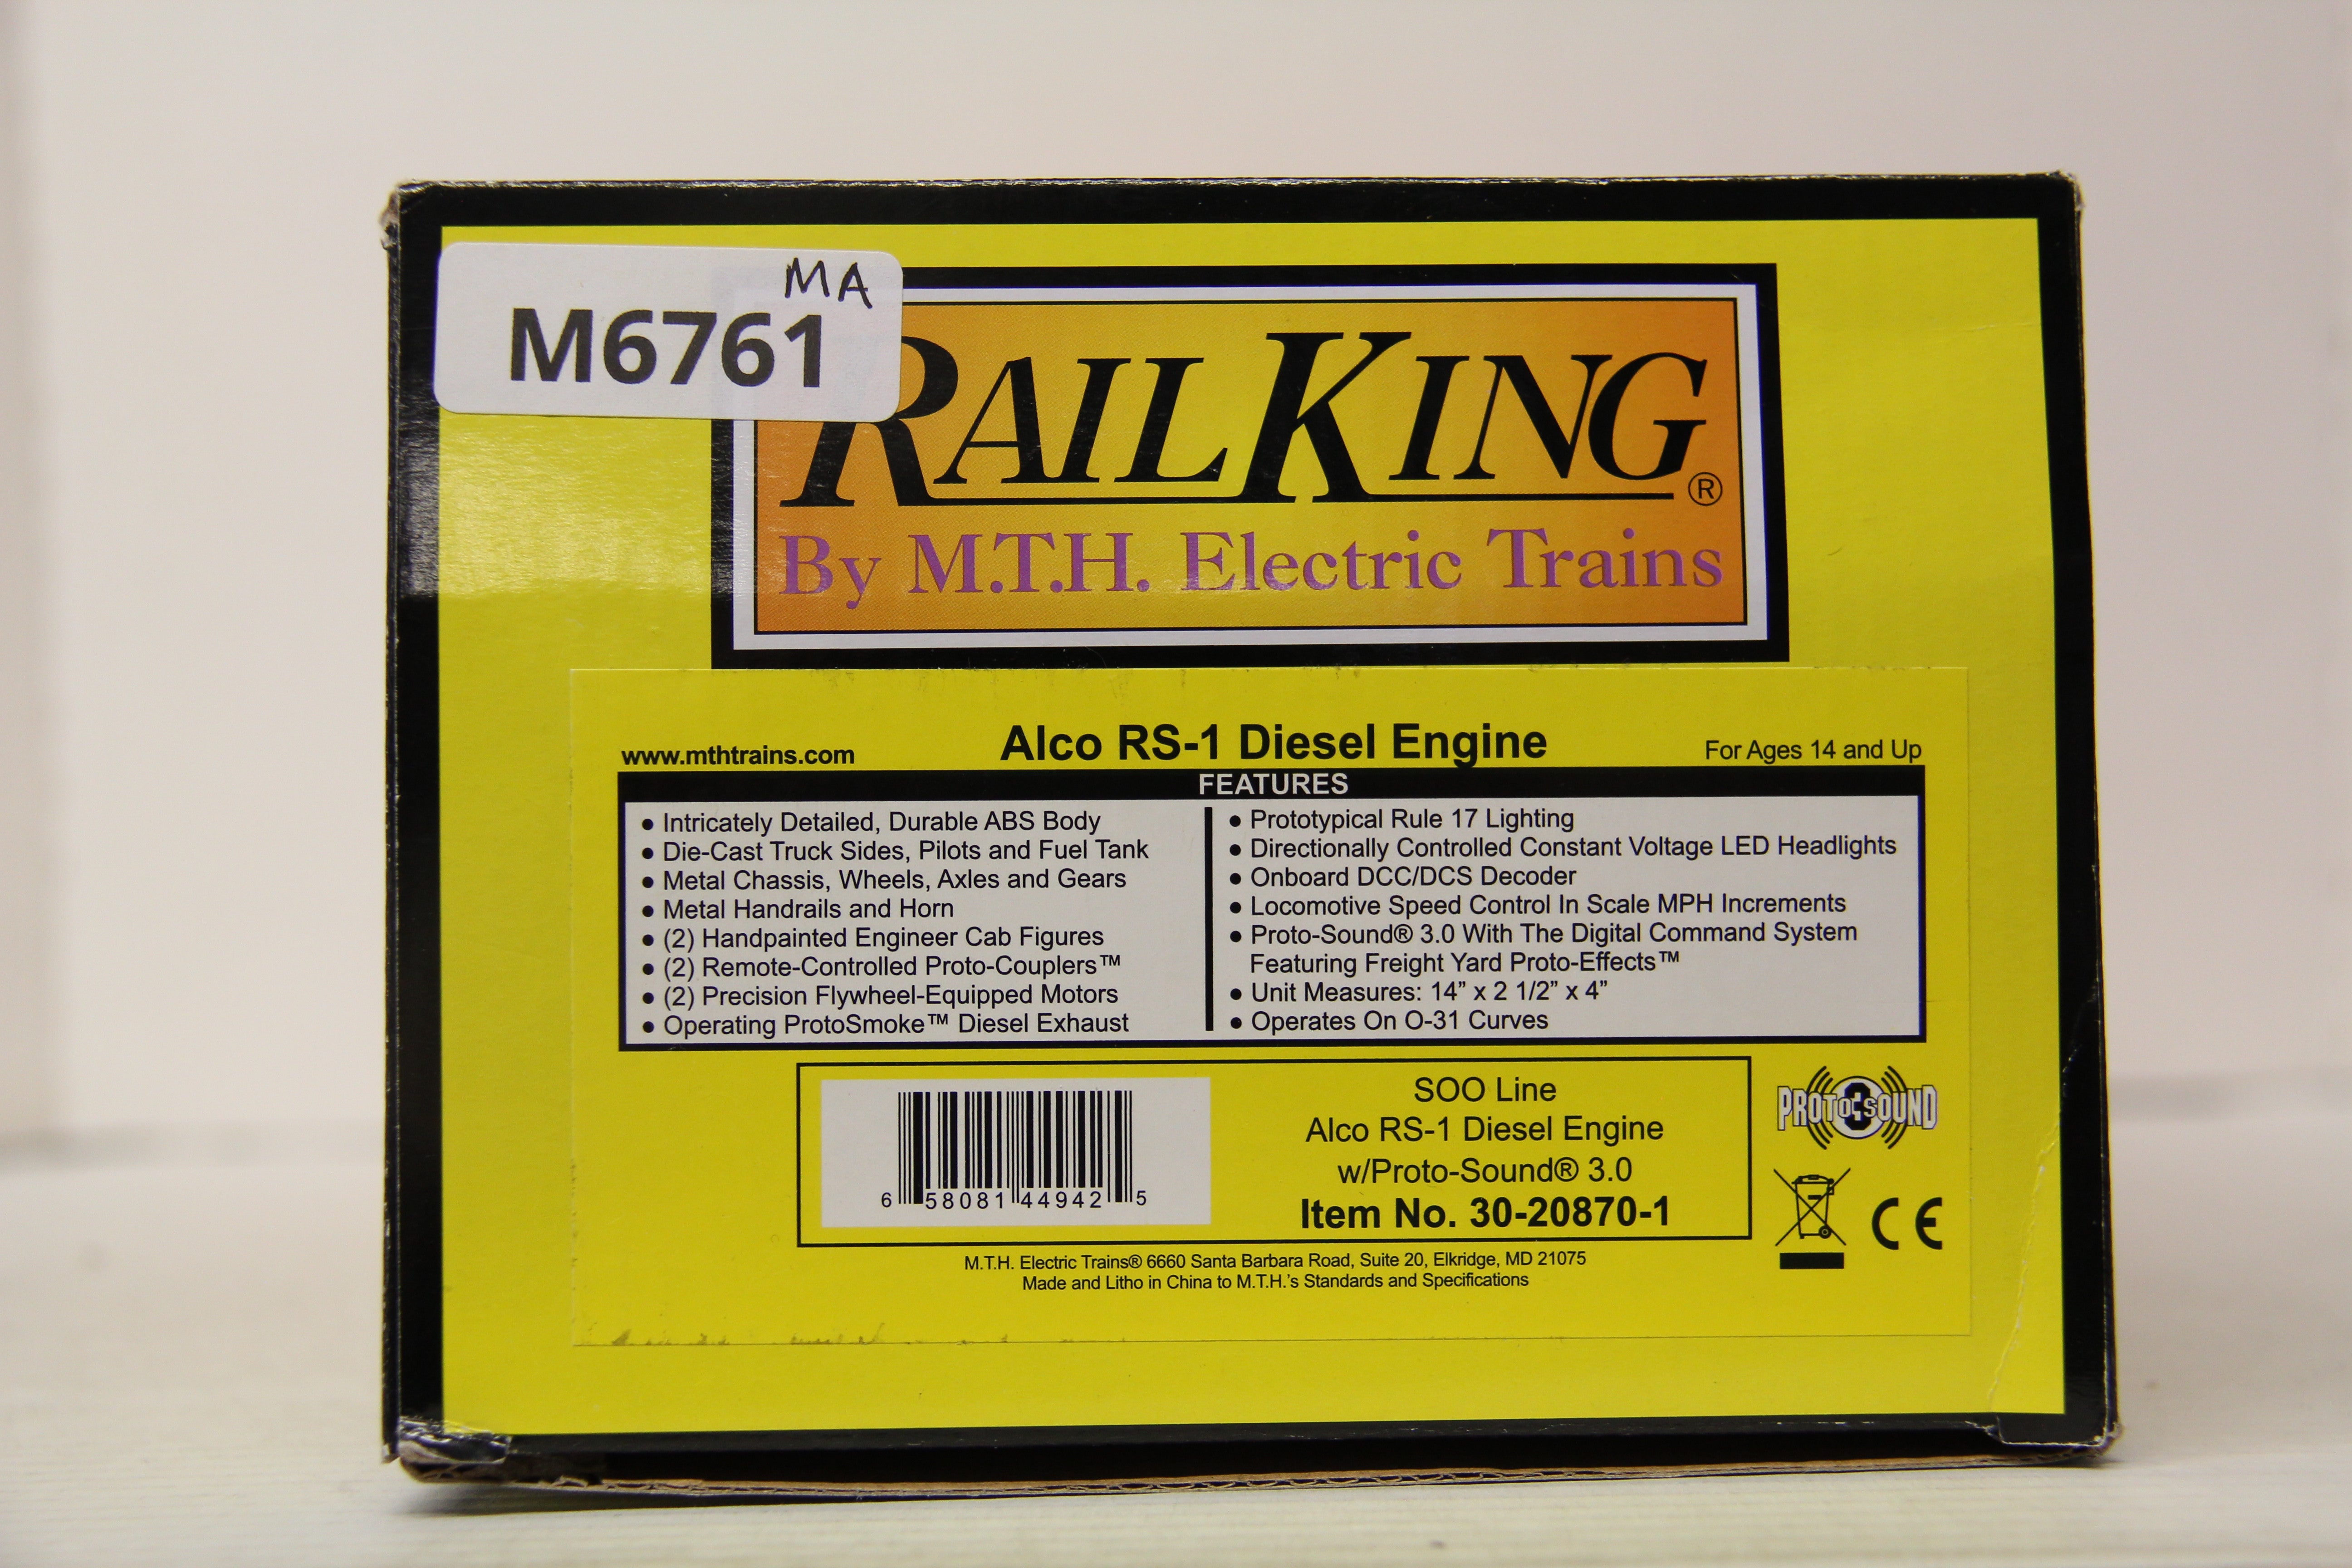 MA
M6761
RAILKING®
By M.T.H. Electric Trains
www.mthtrains.com
Alco RS-1 Diesel Engine
For Ages 14 and Up
FEATURES
● Intricately Detailed, Durable ABS Body
● Die-Cast Truck Sides, Pilots and Fuel Tank
● Metal Chassis, Wheels, Axles and Gears
● Metal Handrails and Horn
● (2) Handpainted Engineer Cab Figures
● (2) Remote-Controlled Proto-Couplers™
● (2) Precision Flywheel-Equipped Motors
● Operating ProtoSmoke™ Diesel Exhaust
● Prototypical Rule 17 Lighting
● Directionally Controlled Constant Voltage LED Headlights
● Onboard DCC/DCS Decoder
● Locomotive Speed Control In Scale MPH Increments
● Proto-Sound® 3.0 With The Digital Command System
Featuring Freight Yard Proto-Effects™
● Unit Measures: 14” x 2 1/2” x 4”
● Operates On O-31 Curves
6 58081 44942 5
SOO Line
Alco RS-1 Diesel Engine
w/Proto-Sound® 3.0
Item No. 30-20870-1
PROTO 3 SOUND
CE
M.T.H. Electric Trains® 6660 Santa Barbara Road, Suite 20, Elkridge, MD 21075
Made and Litho in China to M.T.H.’s Standards and Specifications